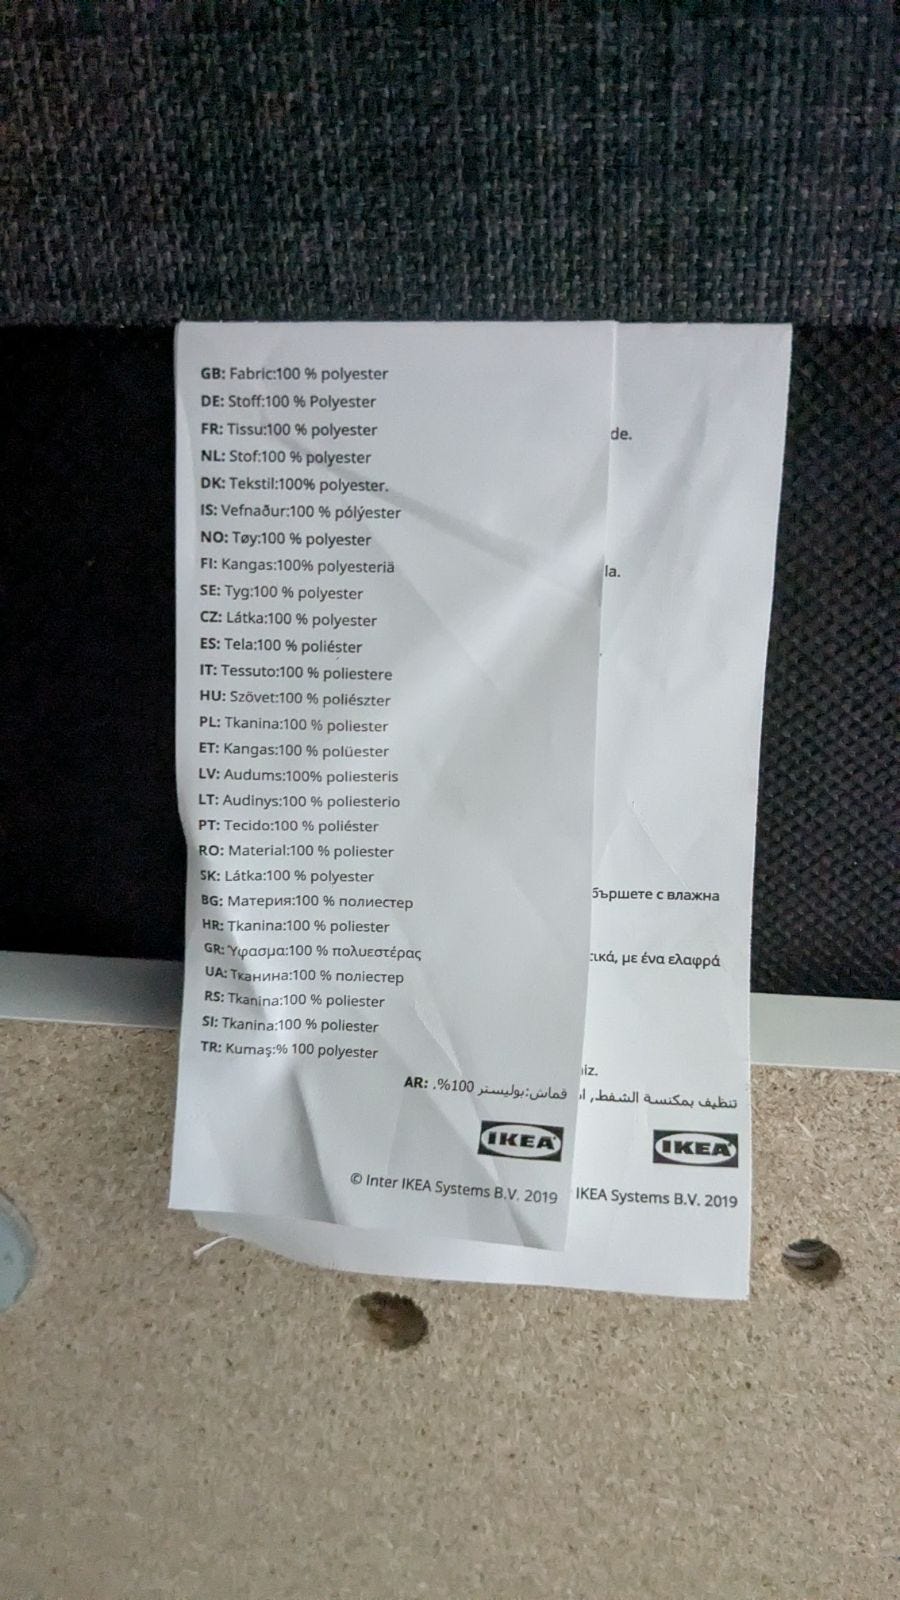 GB: Fabric:100 % polyester
DE: Stoff:100 % Polyester
FR: Tissu:100 % polyester
NL: Stof:100 % polyester
DK: Tekstil:100% polyester.
IS: Vefnaður:100 % pólýester
NO: Tøy:100 % polyester
FI: Kangas:100% polyesteriä
SE: Tyg:100 % polyester
CZ: Látka:100 % polyester
ES: Tela:100 % poliéster
IT: Tessuto:100 % poliestere
HU: Szövet:100 % poliészter
PL: Tkanina:100 % poliester
ET: Kangas:100 % polüester
LV: Audums:100% poliesteris
LT: Audinys:100 % poliesterio
PT: Tecido:100 % poliéster
RO: Material:100 % poliester
SK: Látka:100 % polyester
BG: Материя:100 % полиестер
HR: Tkanina:100 % poliester
GR: Ύφασμα:100 % πολυεστέρας
UA: Тканина:100 % поліестер
RS: Tkanina:100 % poliester
SI: Tkanina:100 % poliester
TR: Kumaş:% 100 polyester
AR: قماش:بوليستر 100%.
IKEA
© Inter IKEA Systems B.V. 2019
de.
la.
бършете с влажна
ικά, με ένα ελαφρά
iz.
تنظيف بمكنسة الشفط,
IKEA
IKEA Systems B.V. 2019